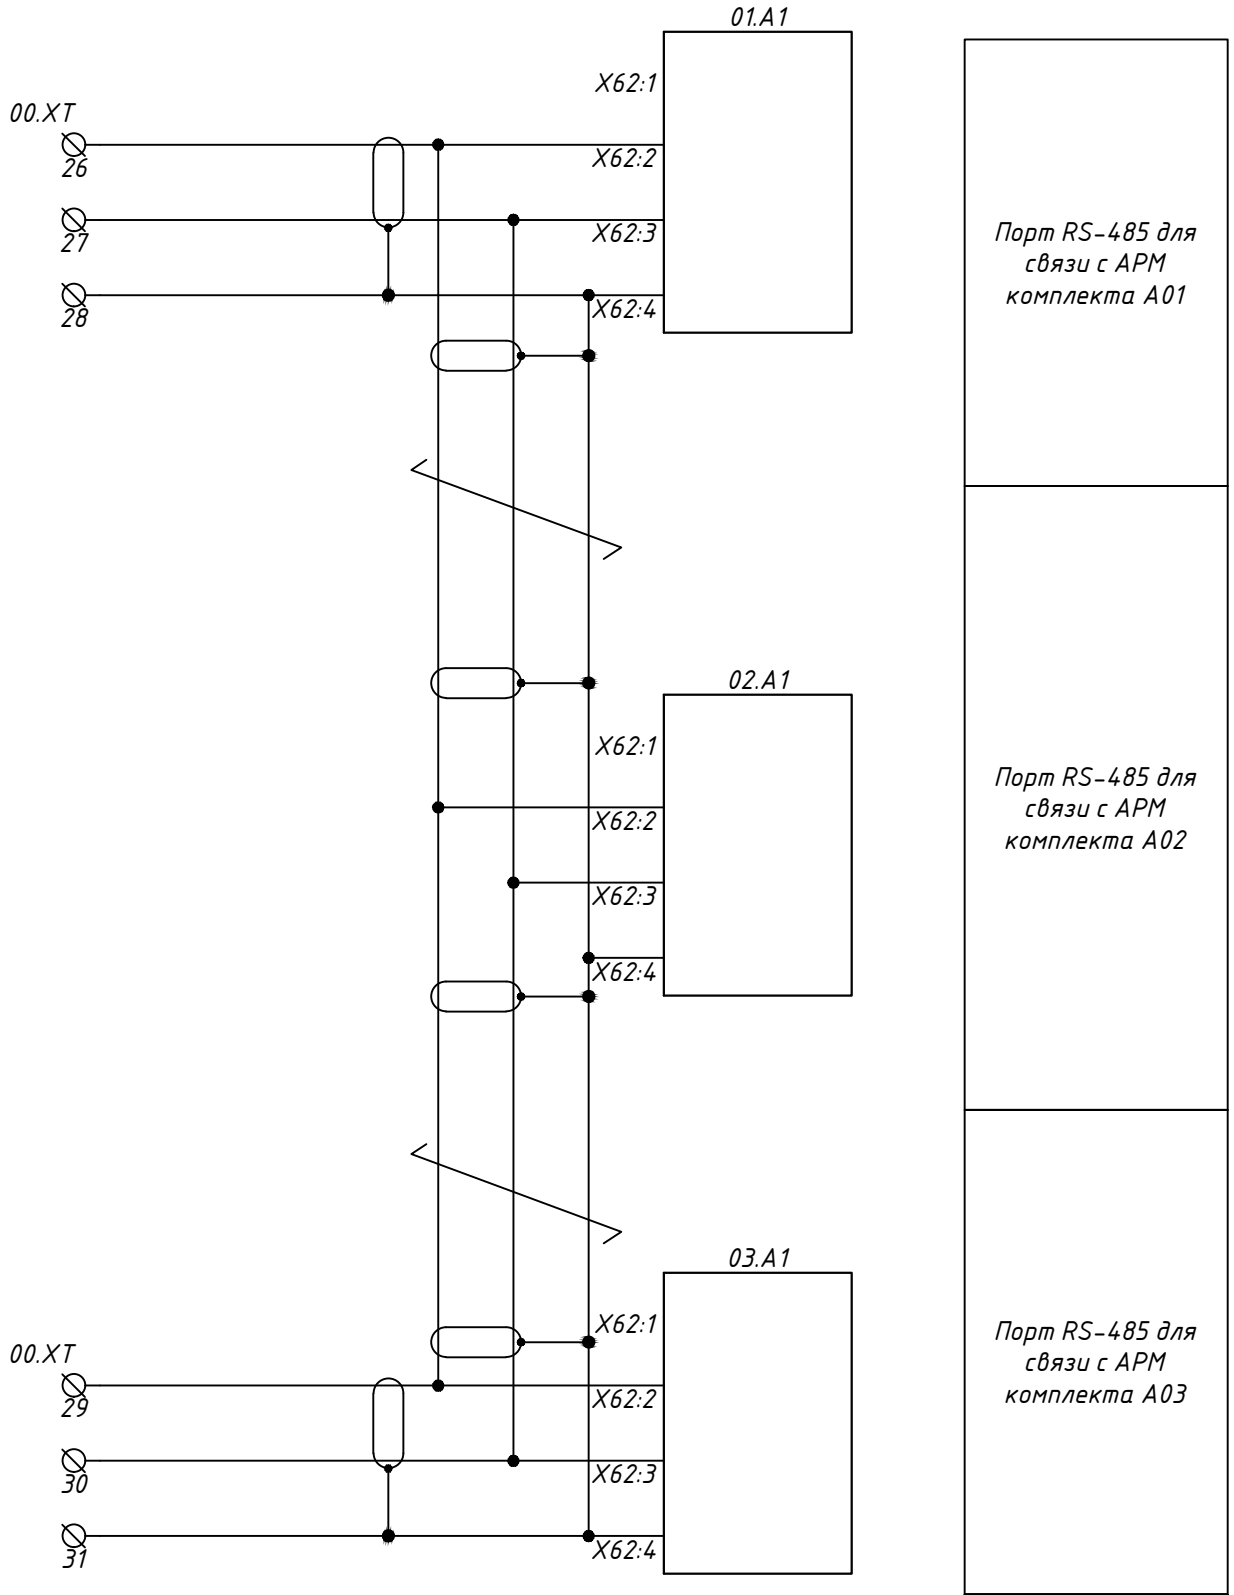 01.A1
X62:1
00.XT
26
X62:2
27
X62:3
28
X62:4
Порт RS-485 для
связи с АРМ
комплекта А01
02.A1
X62:1
X62:2
X62:3
X62:4
Порт RS-485 для
связи с АРМ
комплекта А02
03.A1
X62:1
00.XT
29
X62:2
30
X62:3
31
X62:4
Порт RS-485 для
связи с АРМ
комплекта А03